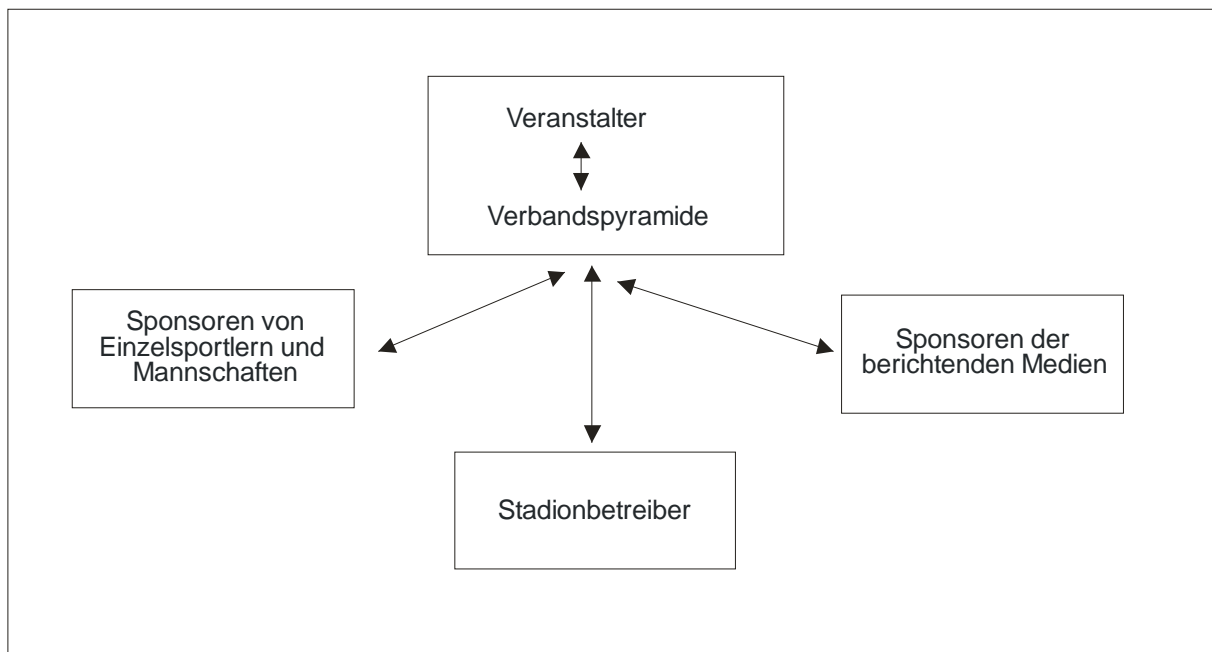 Veranstalter
Verbandspyramide
Sponsoren von
Einzelsportlern und
Mannschaften
Sponsoren der
berichtenden Medien
Stadionbetreiber